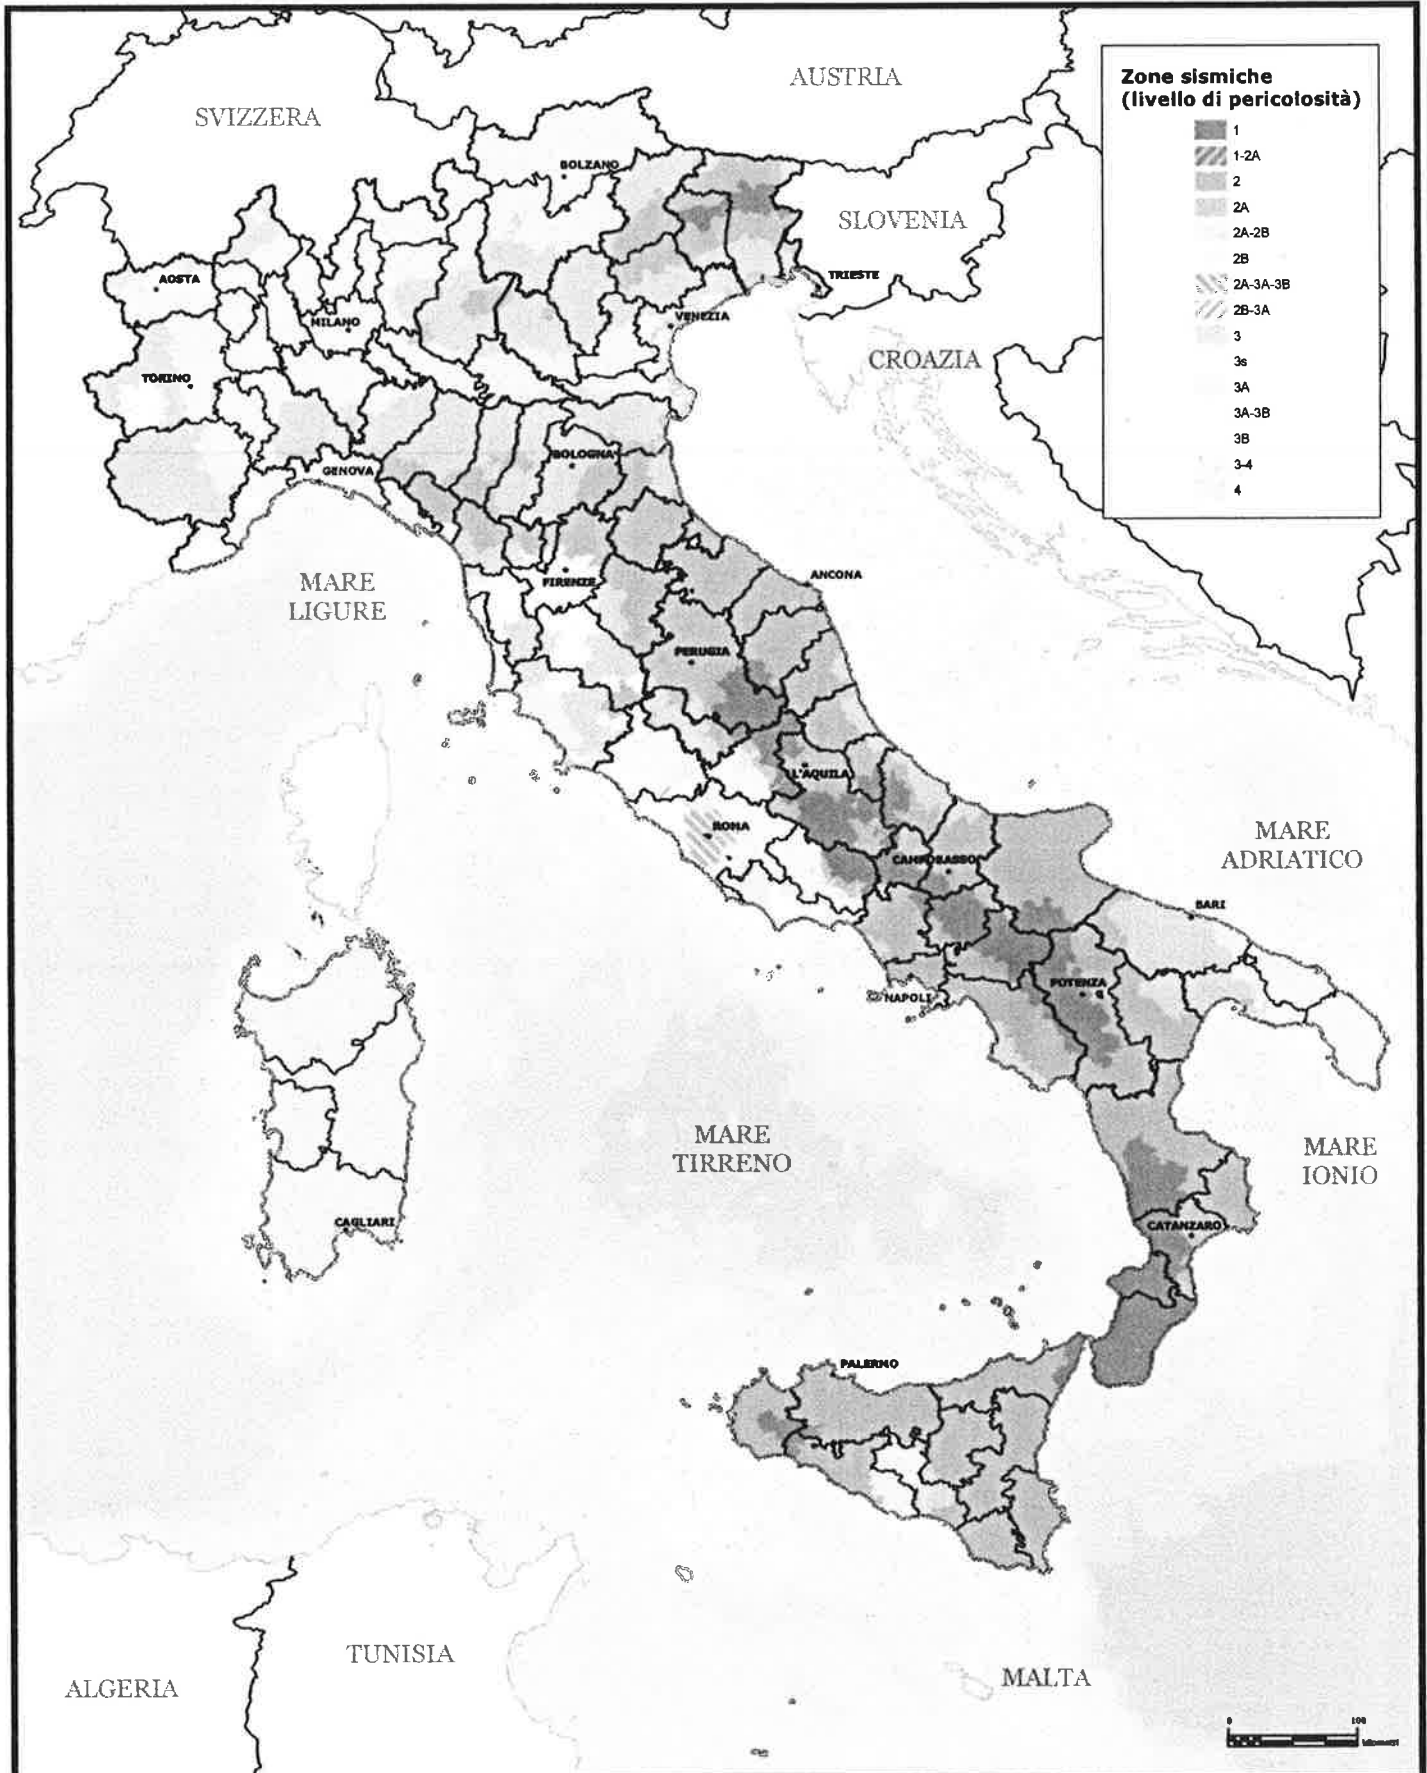 Zone sismiche
(livello di pericolosità)
1
1-2A
2
2A
2A-2B
2B
2A-3A-3B
2B-3A
3
3s
3A
3A-3B
3B
3-4
4
AUSTRIA
SVIZZERA
BOLZANO
SLOVENIA
AOSTA
TRIESTE
MILANO
VENEZIA
CROAZIA
TORINO
BOLOGNA
GENOVA
ANCONA
FIRENZE
MARE
LIGURE
PERUGIA
L'AQUILA
ROMA
MARE
ADRIATICO
CAMPOBASSO
BARI
POTENZA
NAPOLI
MARE
TIRRENO
MARE
IONIO
CAGLIARI
CATANZARO
PALERMO
TUNISIA
ALGERIA
MALTA
0 100
kilometri